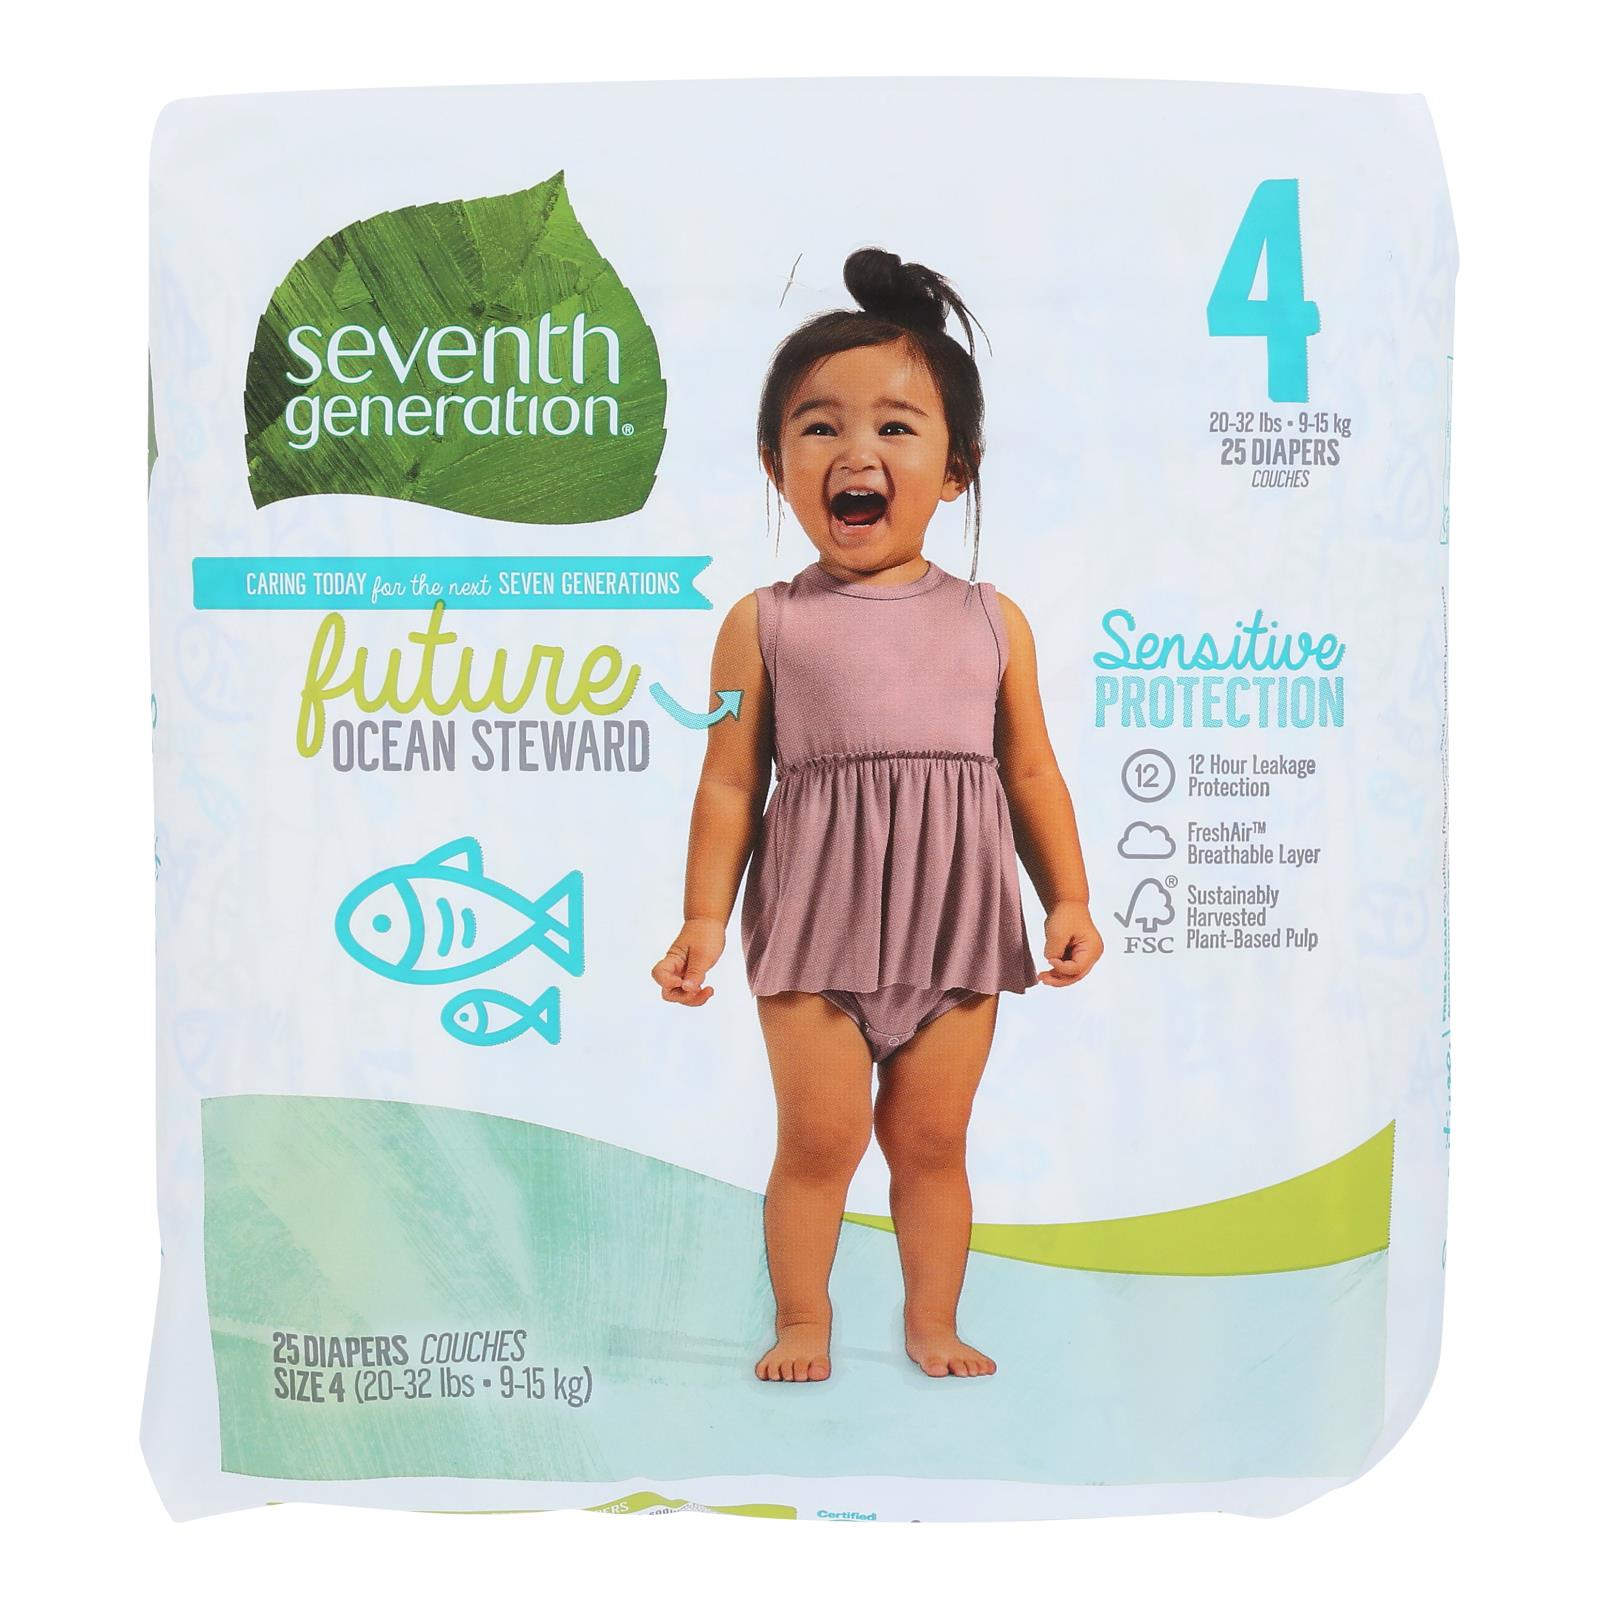 seventh
generation®
CARING TODAY for the next SEVEN GENERATIONS
future
OCEAN STEWARD
4
20-32 lbs • 9-15 kg
25 DIAPERS
COUCHES
Sensitive
PROTECTION
12
12 Hour Leakage
Protection
FreshAir™
Breathable Layer
®
FSC
Sustainably
Harvested
Plant-Based Pulp
25 DIAPERS COUCHES
SIZE 4 (20-32 lbs • 9-15 kg)
Certified